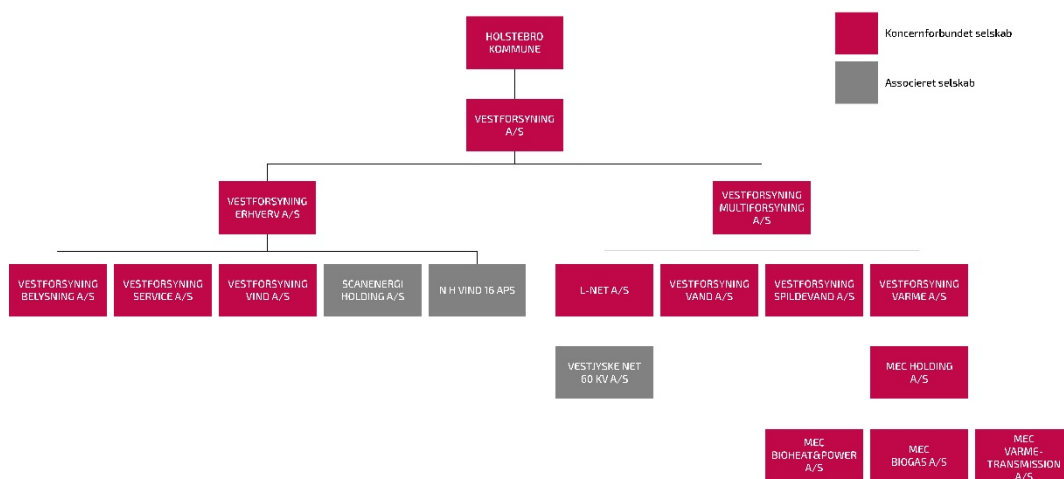 HOLSTEBRO
KOMMUNE
Koncernforbundet selskab
Associeret selskab
VESTFORSYNING
A/S
VESTFORSYNING
ERHVERV A/S
VESTFORSYNING
MULTIFORSYNING
A/S
VESTFORSYNING
BELYSNING A/S
VESTFORSYNING
SERVICE A/S
VESTFORSYNING
VIND A/S
SCANENERGI
HOLDING A/S
N H VIND 16 APS
L-NET A/S
VESTFORSYNING
VAND A/S
VESTFORSYNING
SPILDEVAND A/S
VESTFORSYNING
VARME A/S
VESTJYSKE NET
60 KV A/S
MEC HOLDING
A/S
MEC
BIOHEAT&POWER
A/S
MEC
BIOGAS A/S
MEC
VARME-
TRANSMISSION
A/S